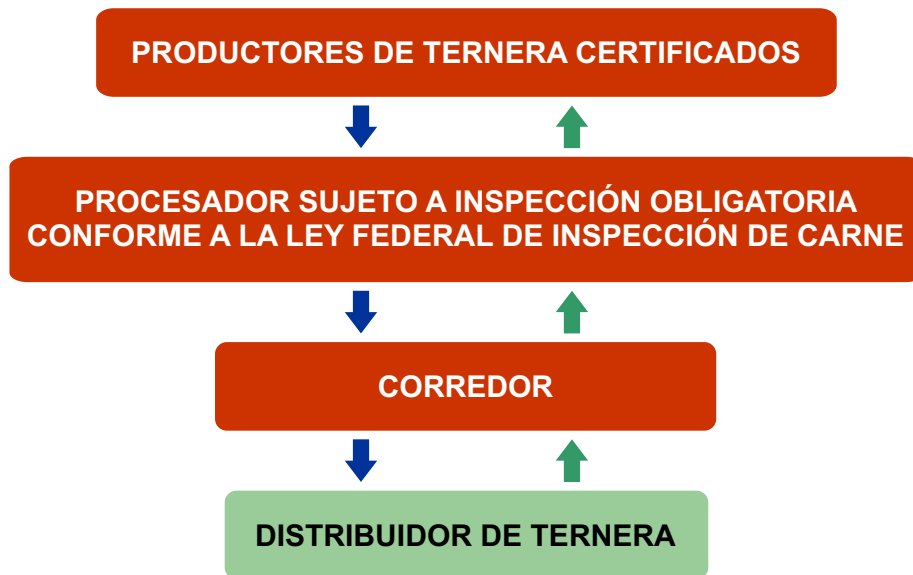 PRODUCTORES DE TERNERA CERTIFICADOS
PROCESADOR SUJETO A INSPECCIÓN OBLIGATORIA
CONFORME A LA LEY FEDERAL DE INSPECCIÓN DE CARNE
CORREDOR
DISTRIBUIDOR DE TERNERA